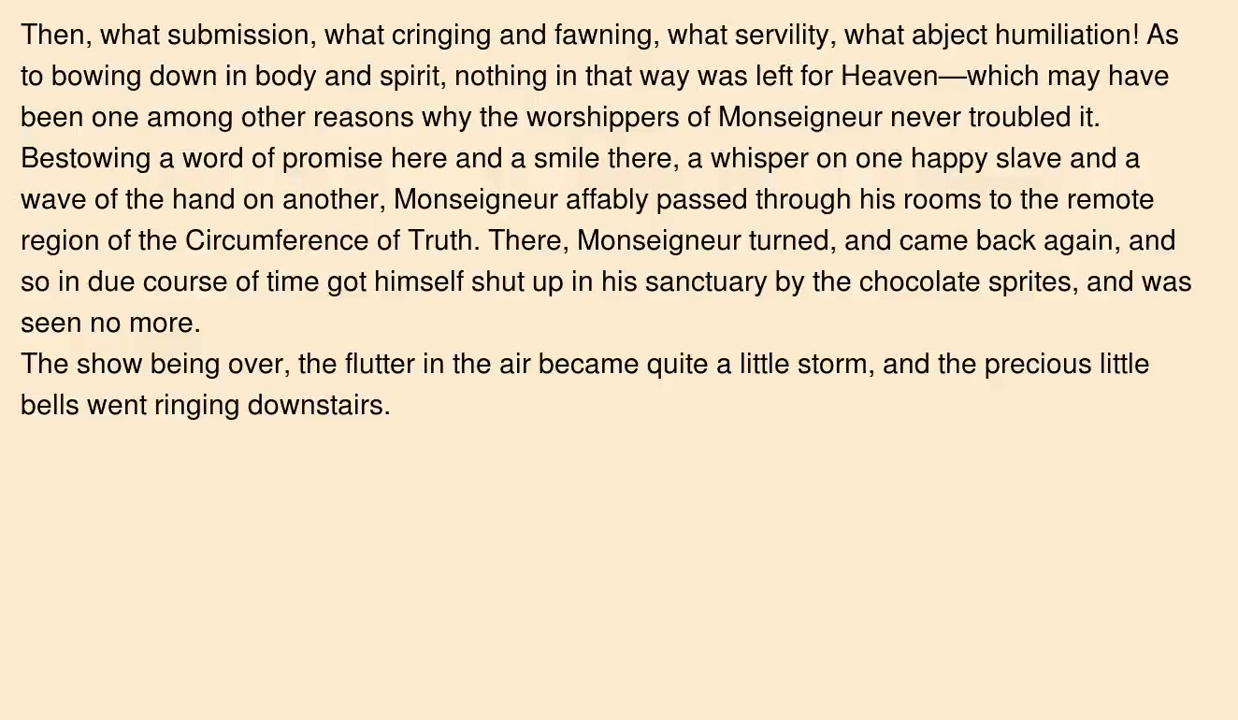 Then, what submission, what cringing and fawning, what servility, what abject humiliation! As
to bowing down in body and spirit, nothing in that way was left for Heaven—which may have
been one among other reasons why the worshippers of Monseigneur never troubled it.
Bestowing a word of promise here and a smile there, a whisper on one happy slave and a
wave of the hand on another, Monseigneur affably passed through his rooms to the remote
region of the Circumference of Truth. There, Monseigneur turned, and came back again, and
so in due course of time got himself shut up in his sanctuary by the chocolate sprites, and was
seen no more.
The show being over, the flutter in the air became quite a little storm, and the precious little
bells went ringing downstairs.